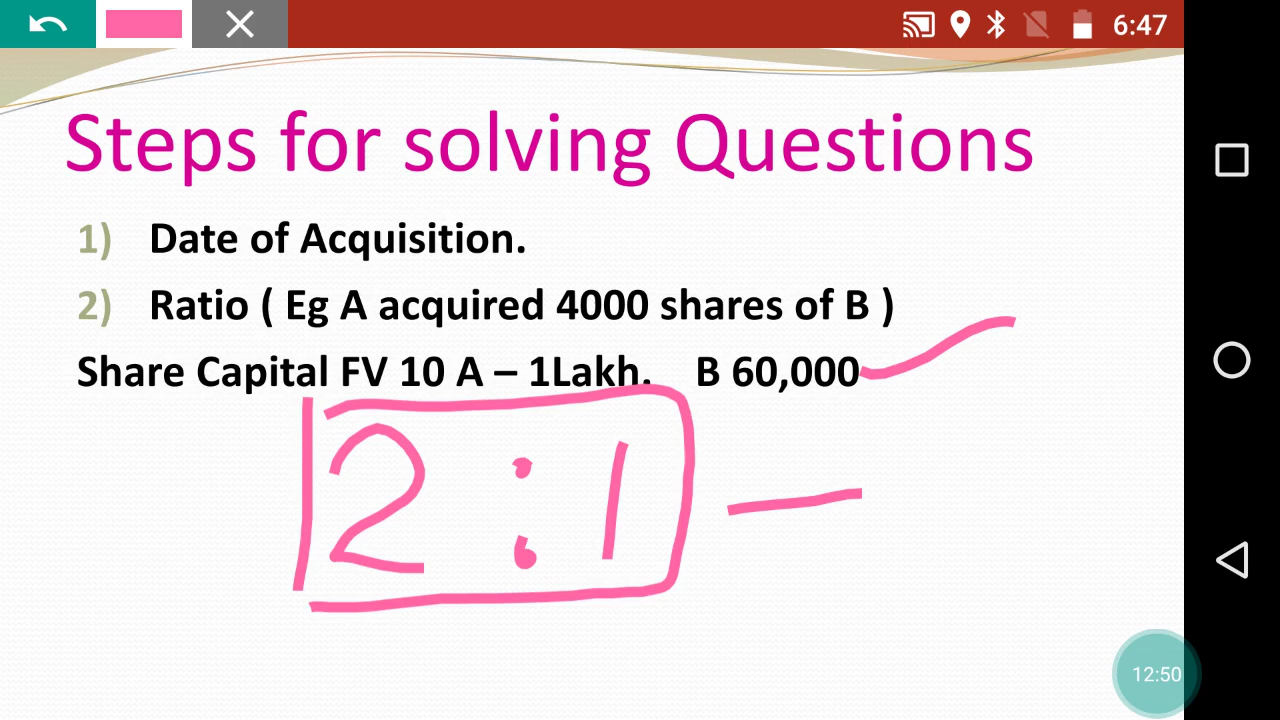 6:47
Steps for solving Questions
1) Date of Acquisition.
2) Ratio ( Eg A acquired 4000 shares of B )
Share Capital FV 10 A – 1Lakh. B 60,000
2 : 1
12:50